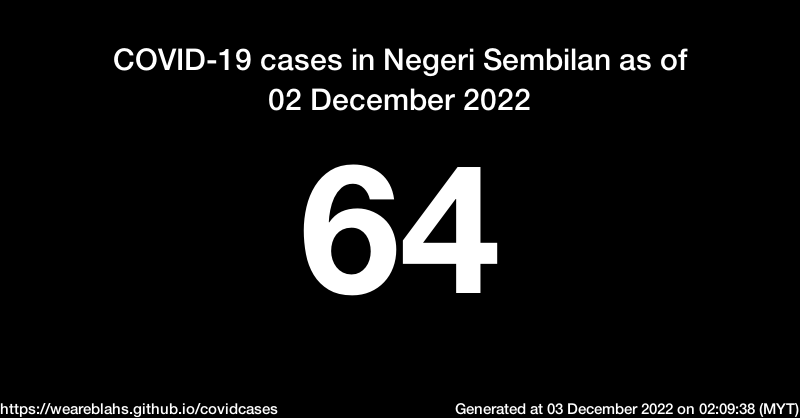 COVID-19 cases in Negeri Sembilan as of
02 December 2022
64
https://weareblahs.github.io/covidcases
Generated at 03 December 2022 on 02:09:38 (MYT)